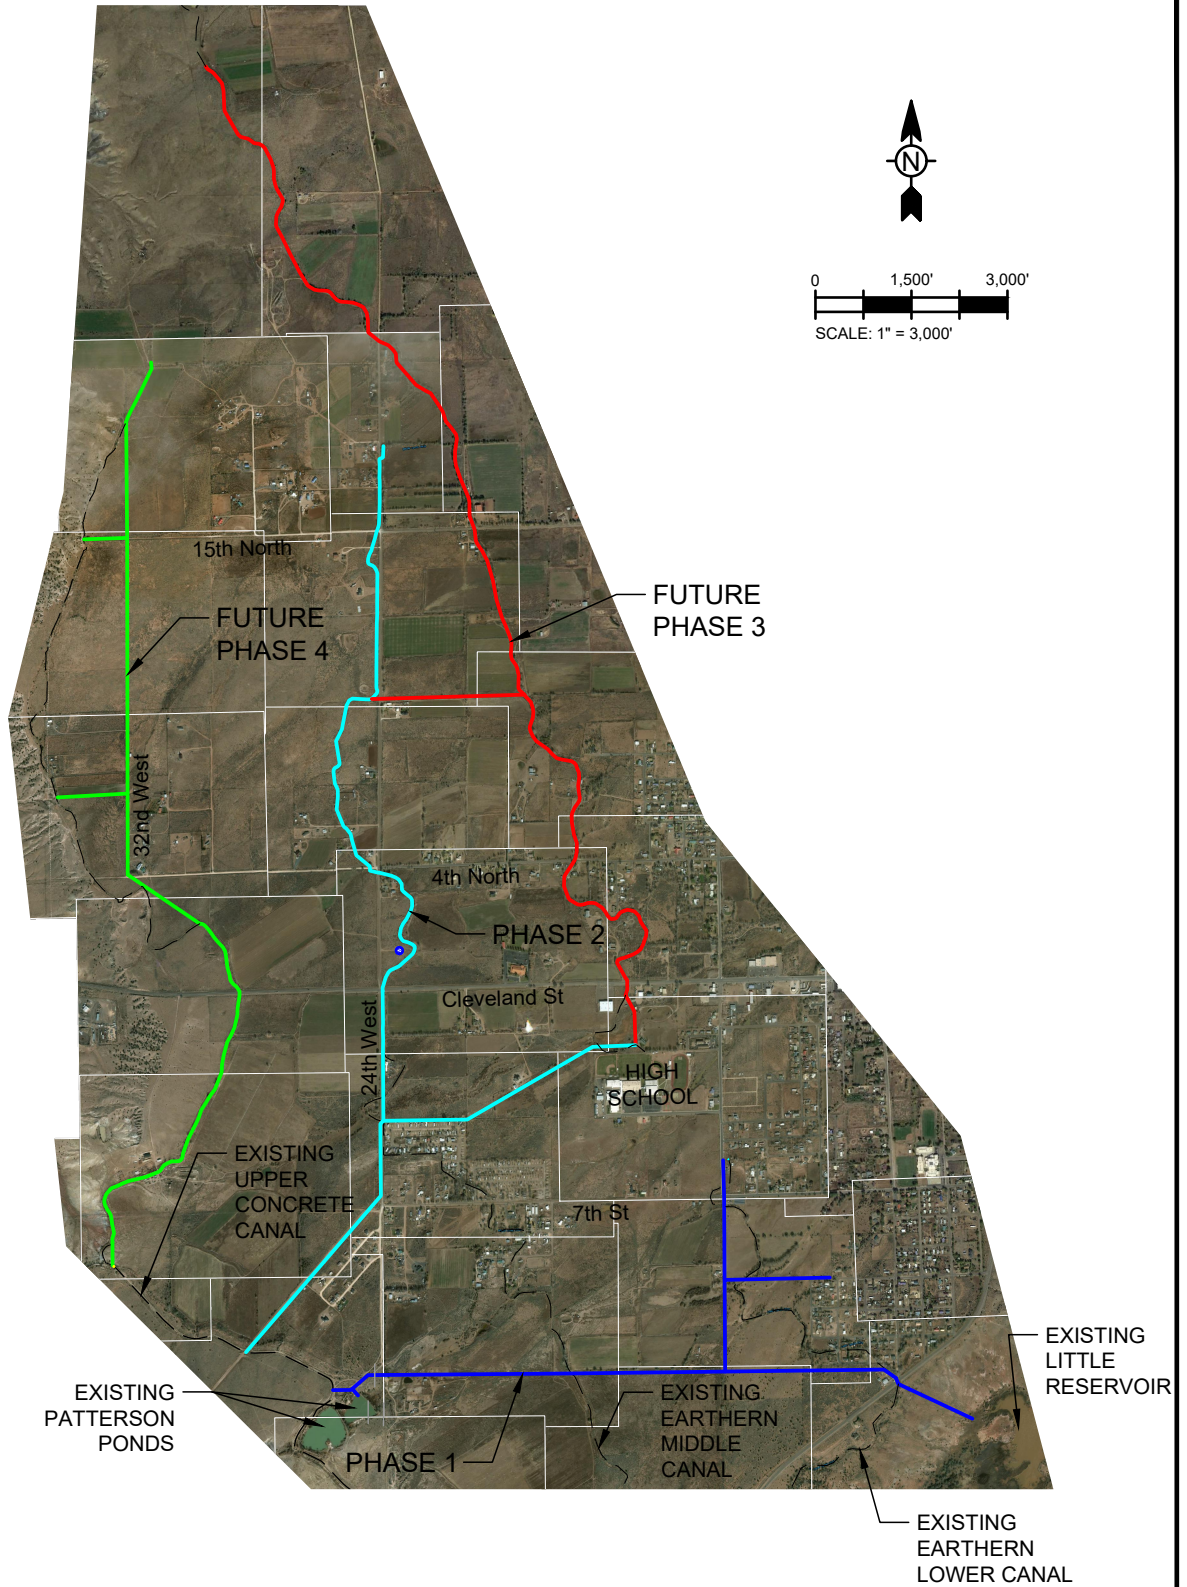 N
0 1,500' 3,000'
SCALE: 1" = 3,000'
15th North
FUTURE
PHASE 3
FUTURE
PHASE 4
32nd West
4th North
PHASE 2
Cleveland St
24th West
HIGH
SCHOOL
EXISTING
UPPER
CONCRETE
CANAL
7th St
EXISTING
LITTLE
RESERVOIR
EXISTING
PATTERSON
PONDS
EXISTING
EARTHERN
MIDDLE
CANAL
PHASE 1
EXISTING
EARTHERN
LOWER CANAL